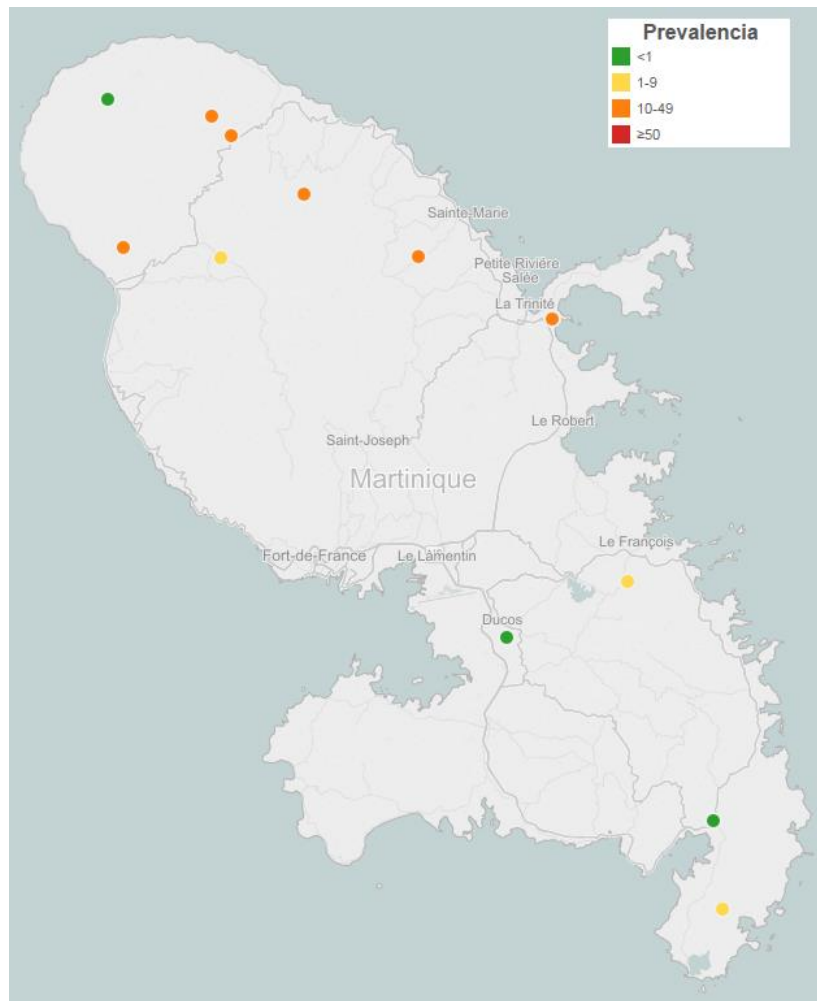 Prevalencia
<1
1-9
10-49
≥50
Sainte-Marie
Petite Riviére
Salée
La Trinité
Le Robert
Saint-Joseph
Martinique
Le François
Fort-de-France
Le Lamentin
Ducos